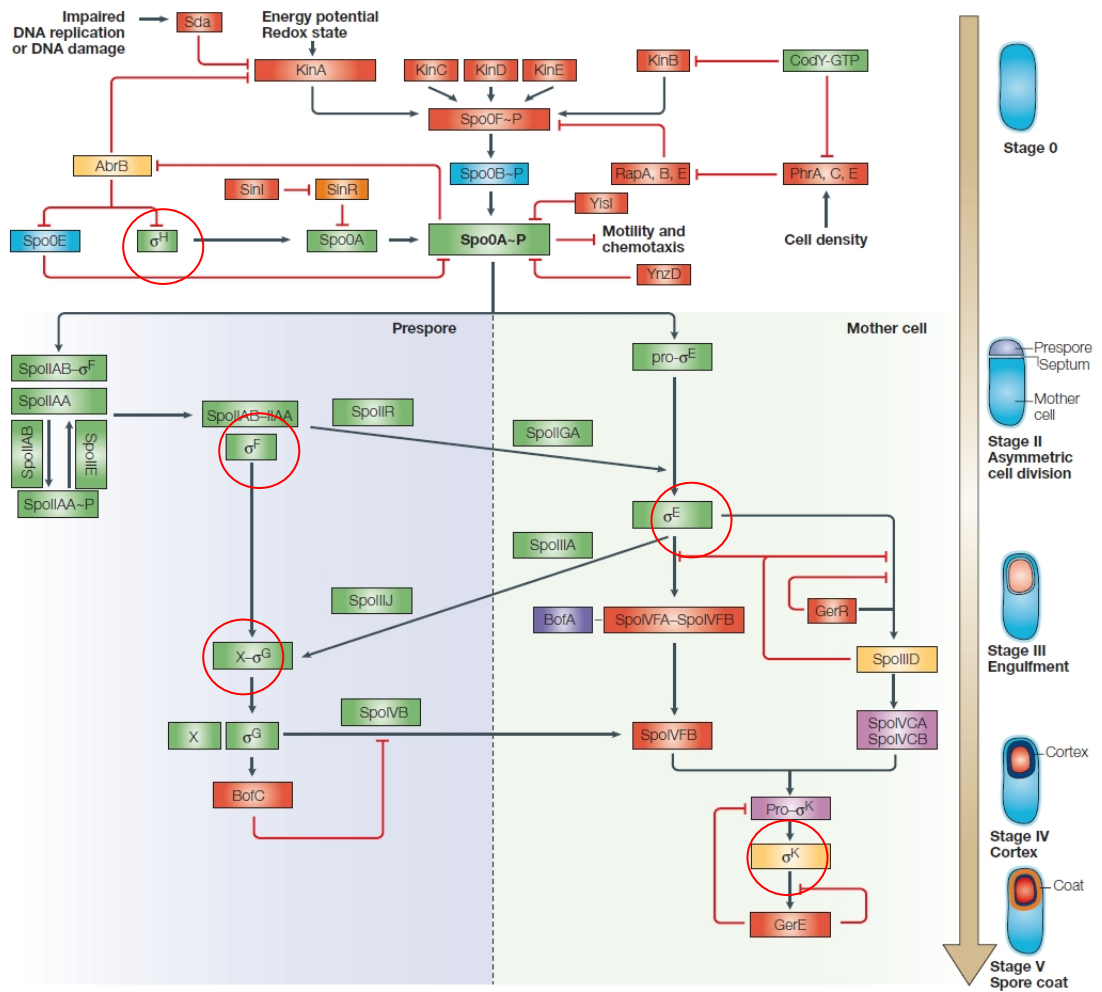 Impaired
DNA replication
or DNA damage
Sda
Energy potential
Redox state
KinA
KinC
KinD
KinE
KinB
CodY-GTP
Spo0F~P
Stage 0
AbrB
Spo0B~P
RapA, B, E
PhrA, C, E
SinI
SinR
YisI
Spo0E
σH
Spo0A
Spo0A~P
Motility and
chemotaxis
Cell density
YnzD
Prespore
Mother cell
SpoIIAB–σF
pro-σE
Prespore
Septum
Mother
cell
Stage II
Asymmetric
cell division
SpoIIAA
SpoIIAB–IIAA
SpoIIR
SpoIIGA
SpoIIAB
SpoIIE
σF
SpoIIAA~P
σE
SpoIIIA
SpoIIIJ
BofA
SpoIVFA–SpoIVFB
GerR
X–σG
SpoIIID
Stage III
Engulfment
SpoIVB
X
σG
SpoIVFB
SpoIVCA
SpoIVCB
BofC
Pro–σK
Cortex
Stage IV
Cortex
σK
Coat
GerE
Stage V
Spore coat